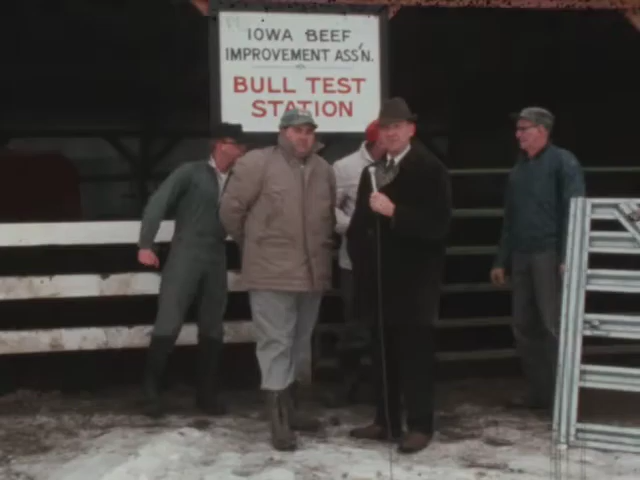 IOWA BEEF
IMPROVEMENT ASS'N.
BULL TEST
STATION